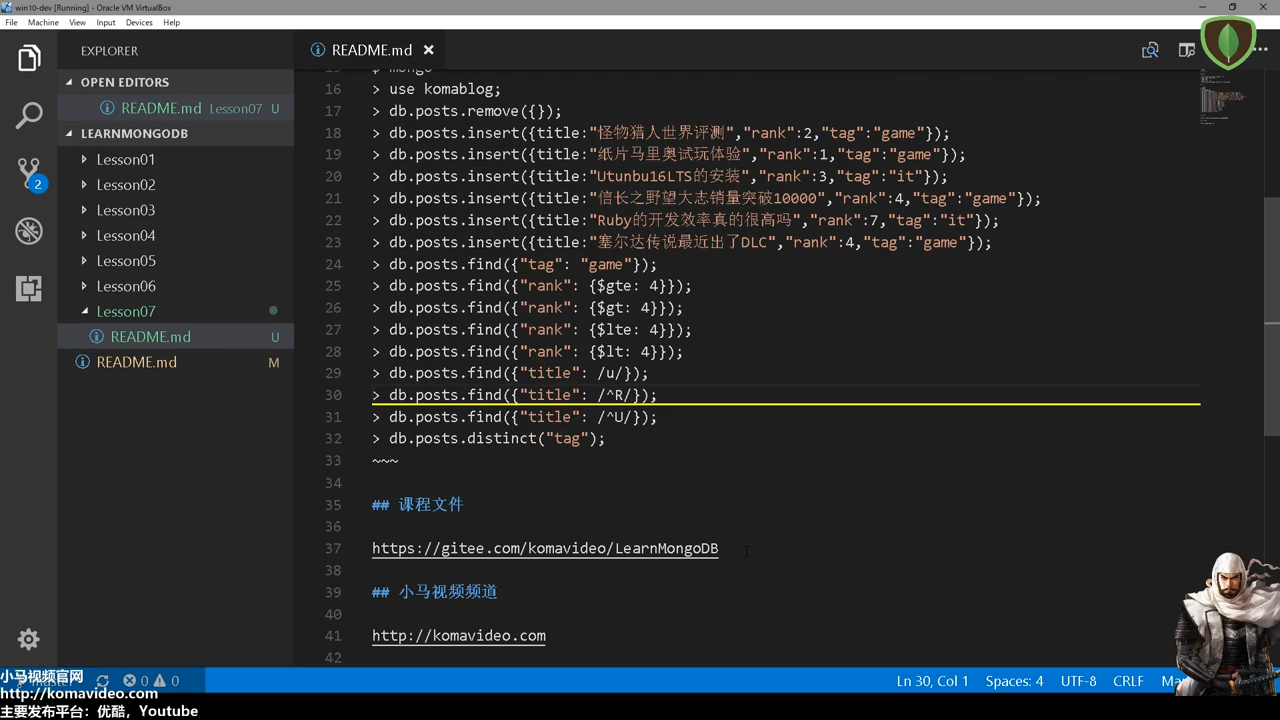 win10-dev [Running] - Oracle VM VirtualBox
File Machine View Input Devices Help
EXPLORER
README.md
OPEN EDITORS
README.md Lesson07 U
LEARNMONGODB
Lesson01
Lesson02
Lesson03
Lesson04
Lesson05
Lesson06
Lesson07
README.md U
README.md M
2
16 > use komablog;
17 > db.posts.remove({});
18 > db.posts.insert({title:"怪物猎人世界评测","rank":2,"tag":"game"});
19 > db.posts.insert({title:"纸片马里奥试玩体验","rank":1,"tag":"game"});
20 > db.posts.insert({title:"Utunbu16LTS的安装","rank":3,"tag":"it"});
21 > db.posts.insert({title:"信长之野望大志销量突破10000","rank":4,"tag":"game"});
22 > db.posts.insert({title:"Ruby的开发效率真的很高吗","rank":7,"tag":"it"});
23 > db.posts.insert({title:"塞尔达传说最近出了DLC","rank":4,"tag":"game"});
24 > db.posts.find({"tag": "game"});
25 > db.posts.find({"rank": {$gte: 4}});
26 > db.posts.find({"rank": {$gt: 4}});
27 > db.posts.find({"rank": {$lte: 4}});
28 > db.posts.find({"rank": {$lt: 4}});
29 > db.posts.find({"title": /u/});
30 > db.posts.find({"title": /^R/});
31 > db.posts.find({"title": /^U/});
32 > db.posts.distinct("tag");
33 ~~~
34
35 ## 课程文件
36
37 https://gitee.com/komavideo/LearnMongoDB
38
39 ## 小马视频频道
40
41 http://komavideo.com
42
0 0
Ln 30, Col 1 Spaces: 4 UTF-8 CRLF
小马视频官网
http://komavideo.com
主要发布平台：优酷，Youtube